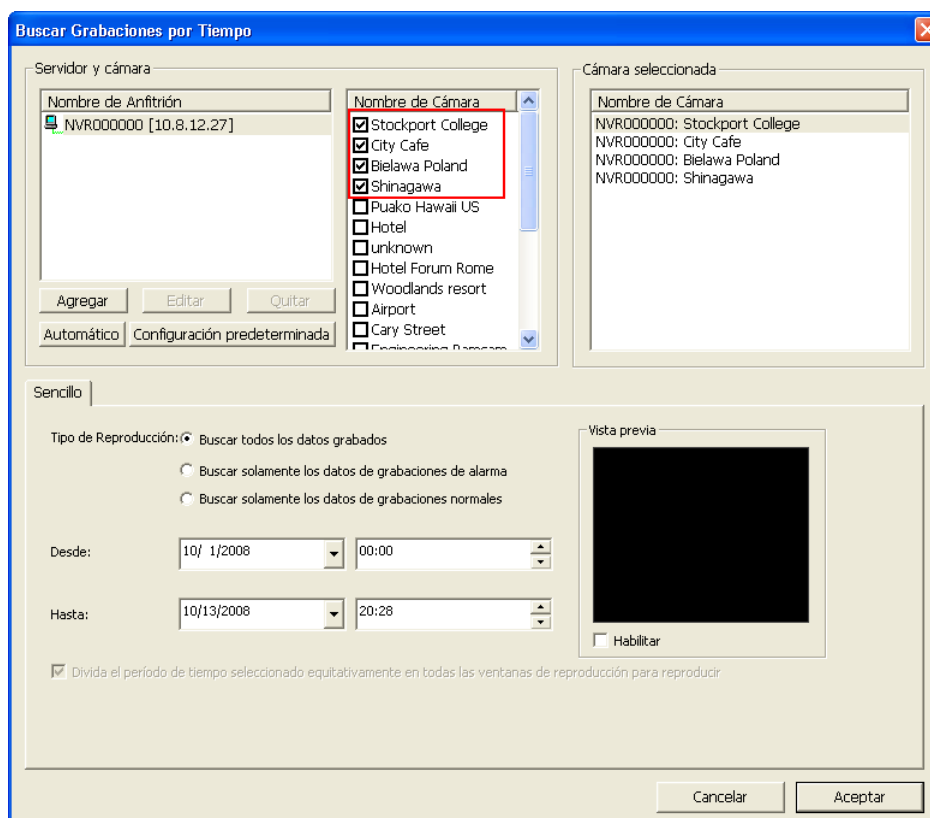 Buscar Grabaciones por Tiempo
Servidor y cámara
Nombre de Anfitrión
NVR000000 [10.8.12.27]
Agregar
Editar
Quitar
Automático
Configuración predeterminada
Nombre de Cámara
Stockport College
City Cafe
Bielawa Poland
Shinagawa
Puako Hawaii US
Hotel
unknown
Hotel Forum Rome
Woodlands resort
Airport
Cary Street
Cámara seleccionada
Nombre de Cámara
NVR000000: Stockport College
NVR000000: City Cafe
NVR000000: Bielawa Poland
NVR000000: Shinagawa
Sencillo
Tipo de Reproducción:
Buscar todos los datos grabados
Buscar solamente los datos de grabaciones de alarma
Buscar solamente los datos de grabaciones normales
Desde:
10/ 1/2008
00:00
Hasta:
10/13/2008
20:28
Vista previa
Habilitar
Divida el período de tiempo seleccionado equitativamente en todas las ventanas de reproducción para reproducir
Cancelar
Aceptar